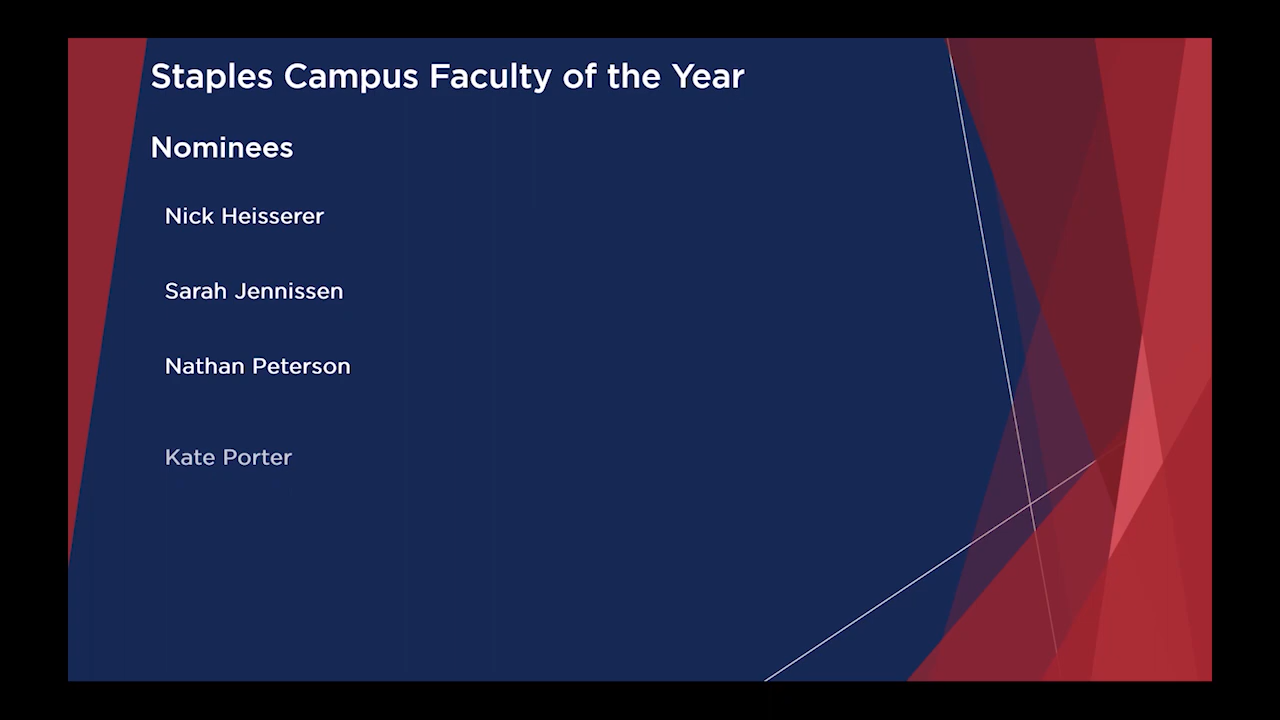 Staples Campus Faculty of the Year
Nominees
Nick Heisserer
Sarah Jennissen
Nathan Peterson
Kate Porter